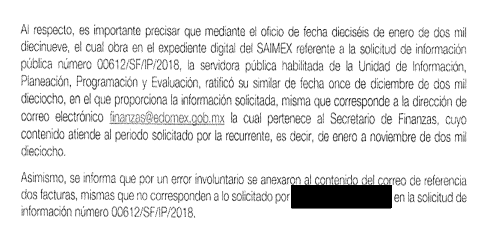 Al respecto, es importante precisar que mediante el oficio de fecha dieciséis de enero de dos mil
diecinueve, el cual obra en el expediente digital del SAIMEX referente a la solicitud de información
pública número 00612/SF/IP/2018, la servidora pública habilitada de la Unidad de Información,
Planeación, Programación y Evaluación, ratificó su similar de fecha once de diciembre de dos mil
dieciocho, en el que proporciona la información solicitada, misma que corresponde a la dirección de
correo electrónico finanzas@edomex.gob.mx la cual pertenece al Secretario de Finanzas, cuyo
contenido atiende al periodo solicitado por la recurrente, es decir, de enero a noviembre de dos mil
dieciocho.
Asimismo, se informa que por un error involuntario se anexaron al contenido del correo de referencia
dos facturas, mismas que no corresponden a lo solicitado por en la solicitud de
información número 00612/SF/IP/2018.